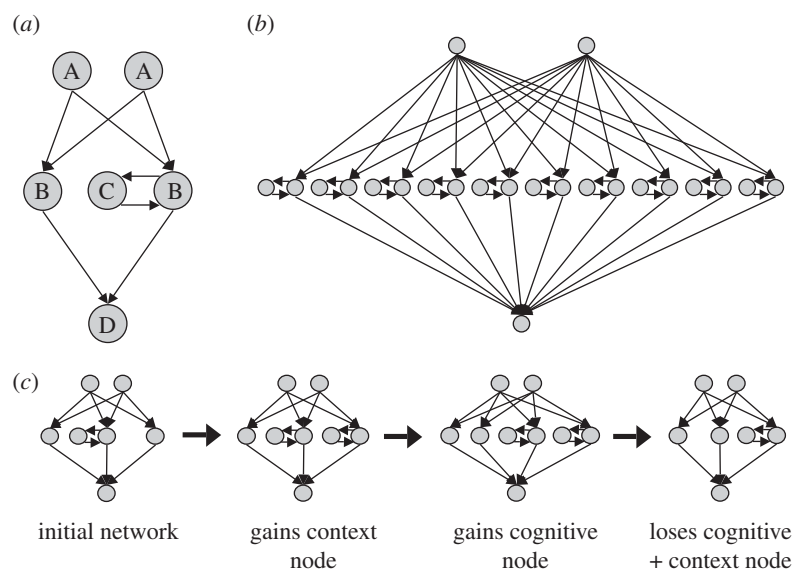 (a)
(b)
A A
B C B
D
(c)
initial network
gains context
node
gains cognitive
node
loses cognitive
+ context node